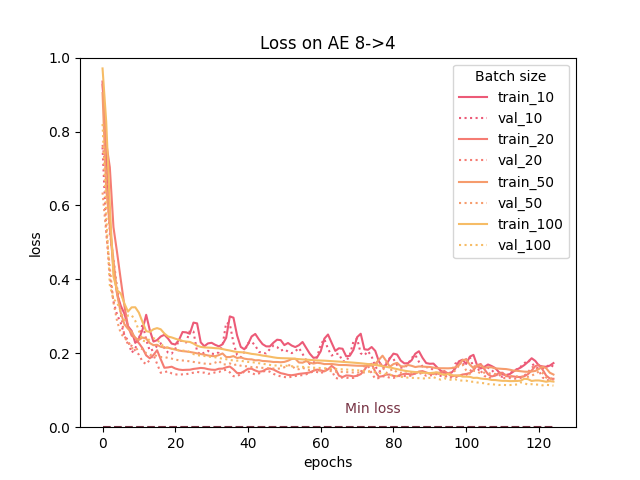 Loss on AE 8->4
1.0
0.8
0.6
0.4
0.2
0.0
loss
Batch size
train_10
val_10
train_20
val_20
train_50
val_50
train_100
val_100
Min loss
0
20
40
60
80
100
120
epochs